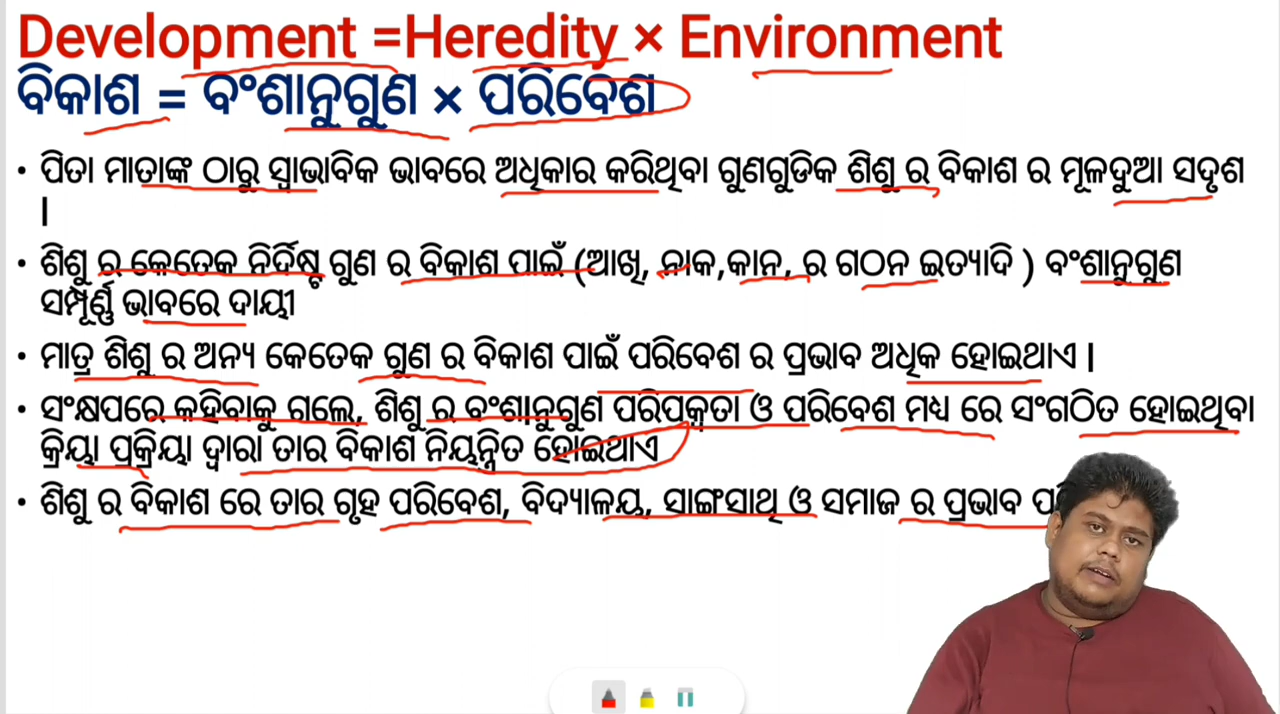 Development =Heredity × Environment
ବିକାଶ = ବଂଶାନୁଗୁଣ × ପରିବେଶ
• ପିତା ମାତାଙ୍କ ଠାରୁ ସ୍ୱାଭାବିକ ଭାବରେ ଅଧିକାର କରିଥିବା ଗୁଣଗୁଡିକ ଶିଶୁ ର ବିକାଶ ର ମୂଳଦୁଆ ସଦୃଶ
|
• ଶିଶୁ ର କେତେକ ନିର୍ଦିଷ୍ଟ ଗୁଣ ର ବିକାଶ ପାଇଁ (ଆଖି, ନାକ,କାନ, ର ଗଠନ ଇତ୍ୟାଦି ) ବଂଶାନୁଗୁଣ
ସମ୍ପୂର୍ଣ୍ଣ ଭାବରେ ଦାୟୀ
• ମାତ୍ର ଶିଶୁ ର ଅନ୍ୟ କେତେକ ଗୁଣ ର ବିକାଶ ପାଇଁ ପରିବେଶ ର ପ୍ରଭାବ ଅଧିକ ହୋଇଥାଏ |
• ସଂକ୍ଷପରେ କହିବାକୁ ଗଲେ, ଶିଶୁ ର ବଂଶାନୁଗୁଣ ପରିପକ୍ୱତା ଓ ପରିବେଶ ମଧ୍ୟ ରେ ସଂଗଠିତ ହୋଇଥିବା
କ୍ରିୟା ପ୍ରକ୍ରିୟା ଦ୍ୱାରା ତାର ବିକାଶ ନିୟନ୍ନିତ ହୋଇଥାଏ
• ଶିଶୁ ର ବିକାଶ ରେ ତାର ଗୃହ ପରିବେଶ, ବିଦ୍ୟାଳୟ, ସାଙ୍ଗସାଥି ଓ ସମାଜ ର ପ୍ରଭାବ